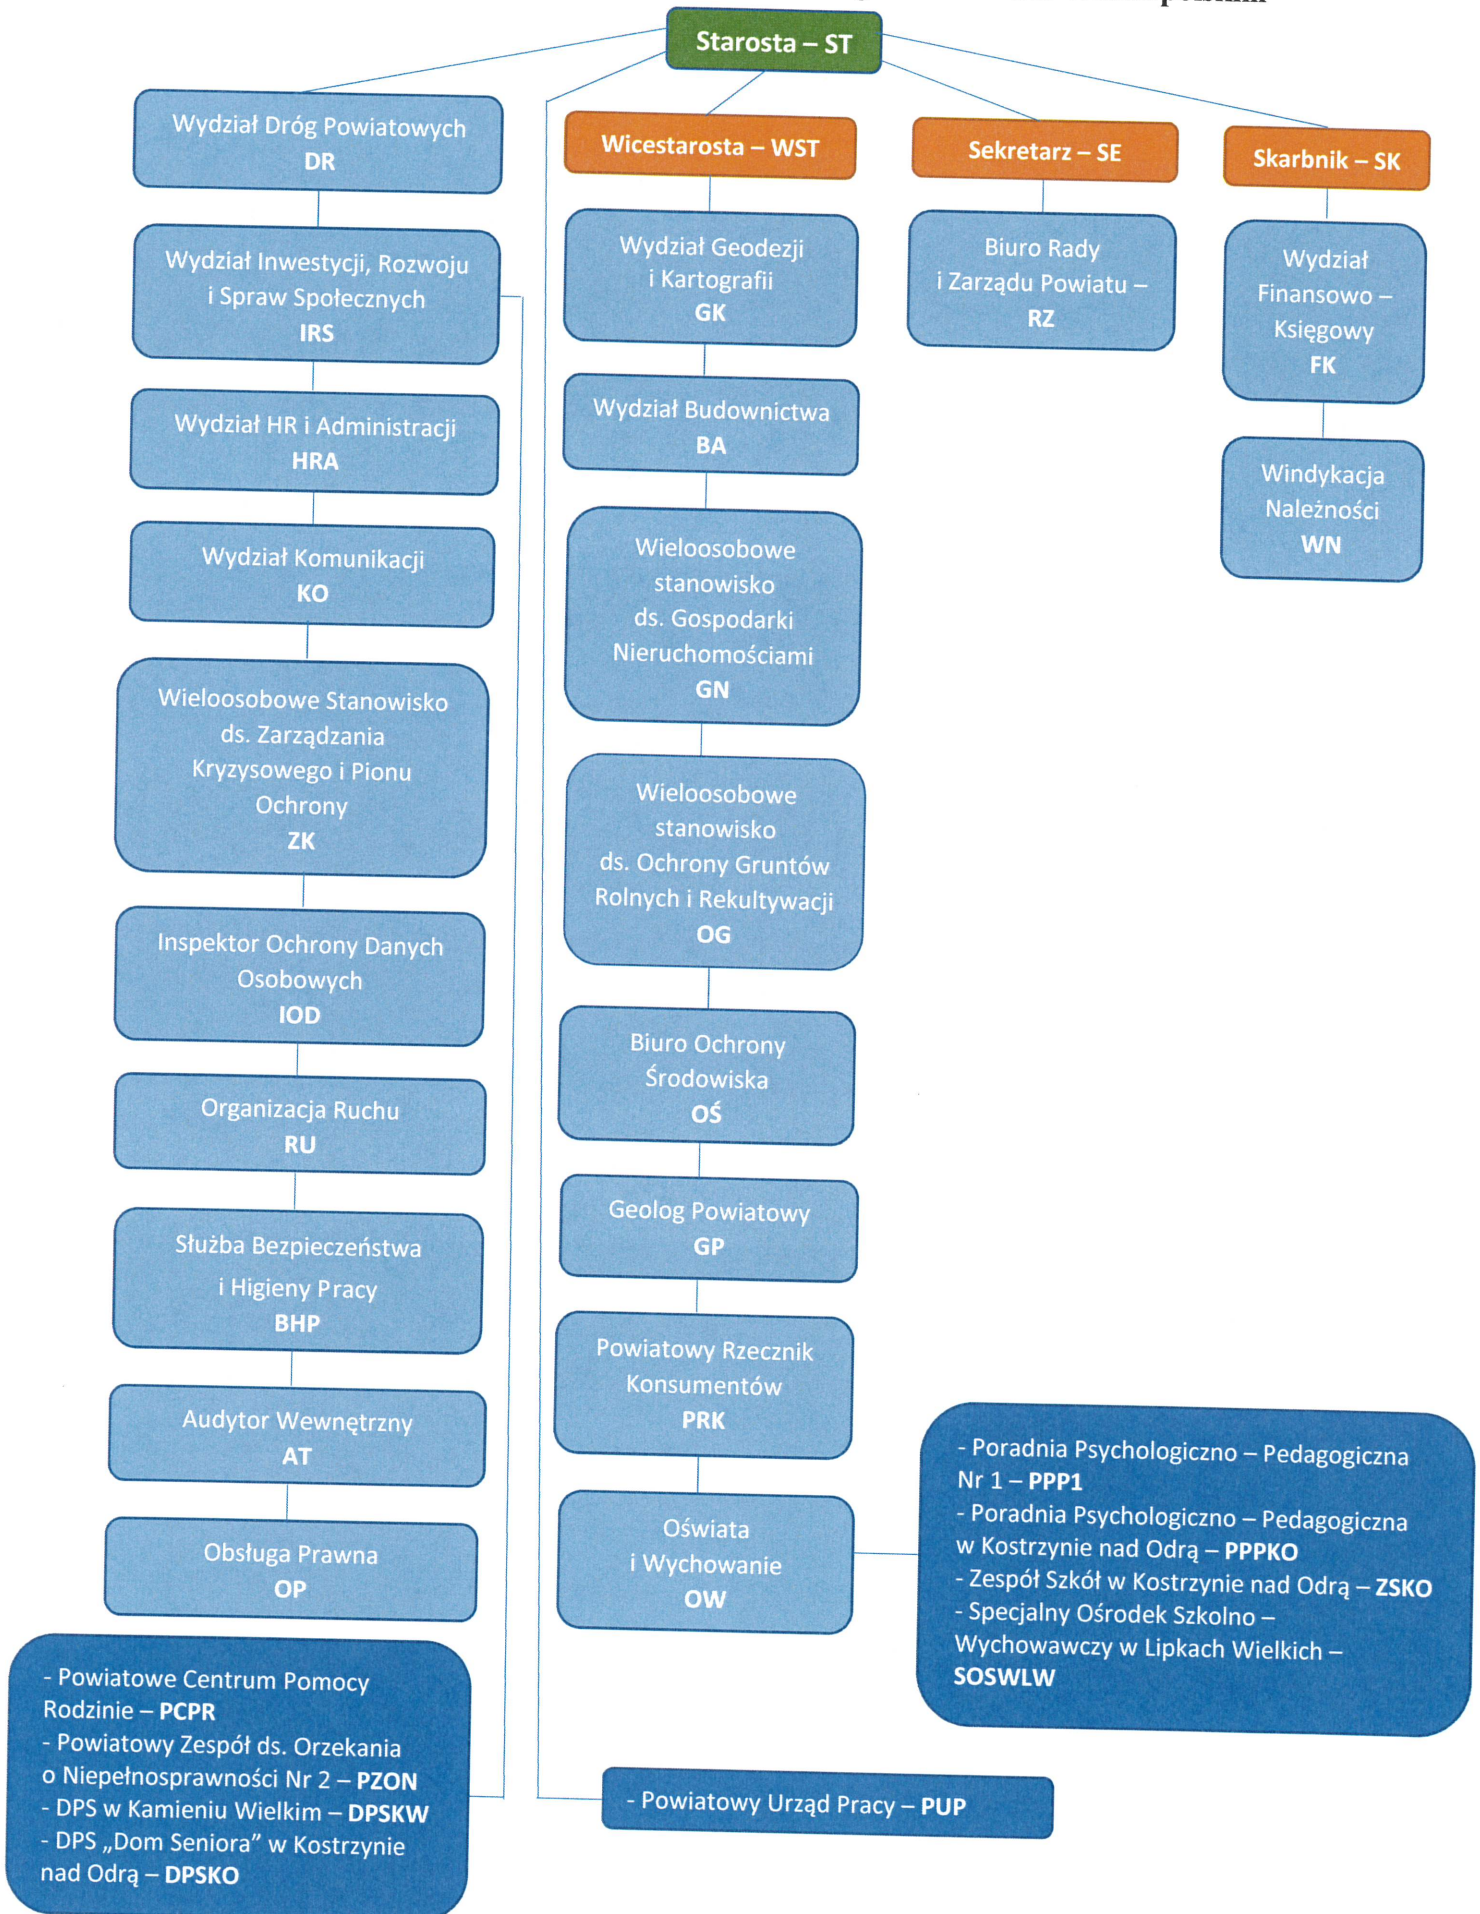 Starosta – ST
Wydział Dróg Powiatowych
DR
Wydział Inwestycji, Rozwoju
i Spraw Społecznych
IRS
Wydział HR i Administracji
HRA
Wydział Komunikacji
KO
Wieloosobowe Stanowisko
ds. Zarządzania
Kryzysowego i Pionu
Ochrony
ZK
Inspektor Ochrony Danych
Osobowych
IOD
Organizacja Ruchu
RU
Służba Bezpieczeństwa
i Higieny Pracy
BHP
Audytor Wewnętrzny
AT
Obsługa Prawna
OP
- Powiatowe Centrum Pomocy
Rodzinie – PCPR
- Powiatowy Zespół ds. Orzekania
o Niepełnosprawności Nr 2 – PZON
- DPS w Kamieniu Wielkim – DPSKW
- DPS „Dom Seniora” w Kostrzynie
nad Odrą – DPSKO
Wicestarosta – WST
Wydział Geodezji
i Kartografii
GK
Wydział Budownictwa
BA
Wieloosobowe
stanowisko
ds. Gospodarki
Nieruchomościami
GN
Wieloosobowe
stanowisko
ds. Ochrony Gruntów
Rolnych i Rekultywacji
OG
Biuro Ochrony
Środowiska
OŚ
Geolog Powiatowy
GP
Powiatowy Rzecznik
Konsumentów
PRK
Oświata
i Wychowanie
OW
- Poradnia Psychologiczno – Pedagogiczna
Nr 1 – PPP1
- Poradnia Psychologiczno – Pedagogiczna
w Kostrzynie nad Odrą – PPPKO
- Zespół Szkół w Kostrzynie nad Odrą – ZSKO
- Specjalny Ośrodek Szkolno –
Wychowawczy w Lipkach Wielkich –
SOSWLW
- Powiatowy Urząd Pracy – PUP
Sekretarz – SE
Biuro Rady
i Zarządu Powiatu –
RZ
Skarbnik – SK
Wydział
Finansowo –
Księgowy
FK
Windykacja
Należności
WN